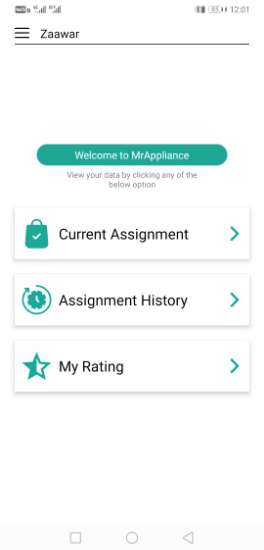 12:01
Zaawar
Welcome to MrAppliance
View your data by clicking any of the
below option
Current Assignment
Assignment History
My Rating